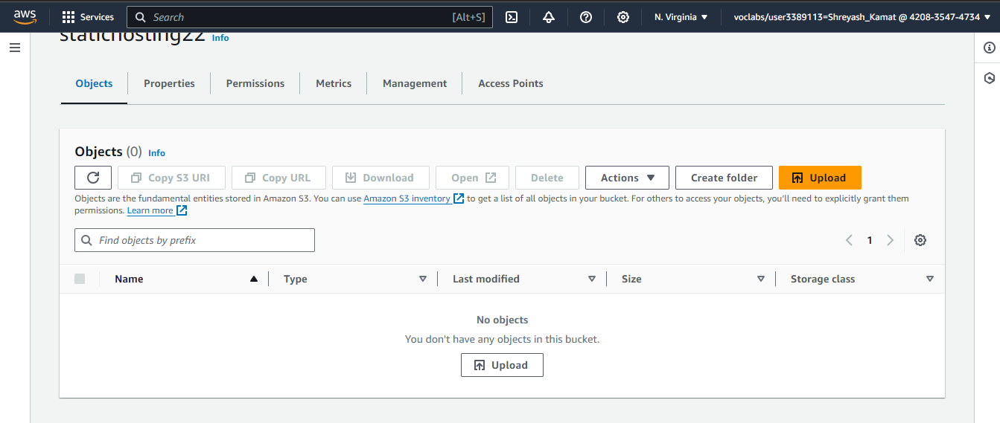 aws Services Search [Alt+S] N. Virginia voclabs/user3389113=Shreyash_Kamat @ 4208-3547-4734
statichosting22 Info
Objects Properties Permissions Metrics Management Access Points
Objects (0) Info
Copy S3 URI Copy URL Download Open Delete Actions Create folder Upload
Objects are the fundamental entities stored in Amazon S3. You can use Amazon S3 inventory to get a list of all objects in your bucket. For others to access your objects, you'll need to explicitly grant them
permissions. Learn more
Find objects by prefix 1
Name Type Last modified Size Storage class
No objects
You don't have any objects in this bucket.
Upload